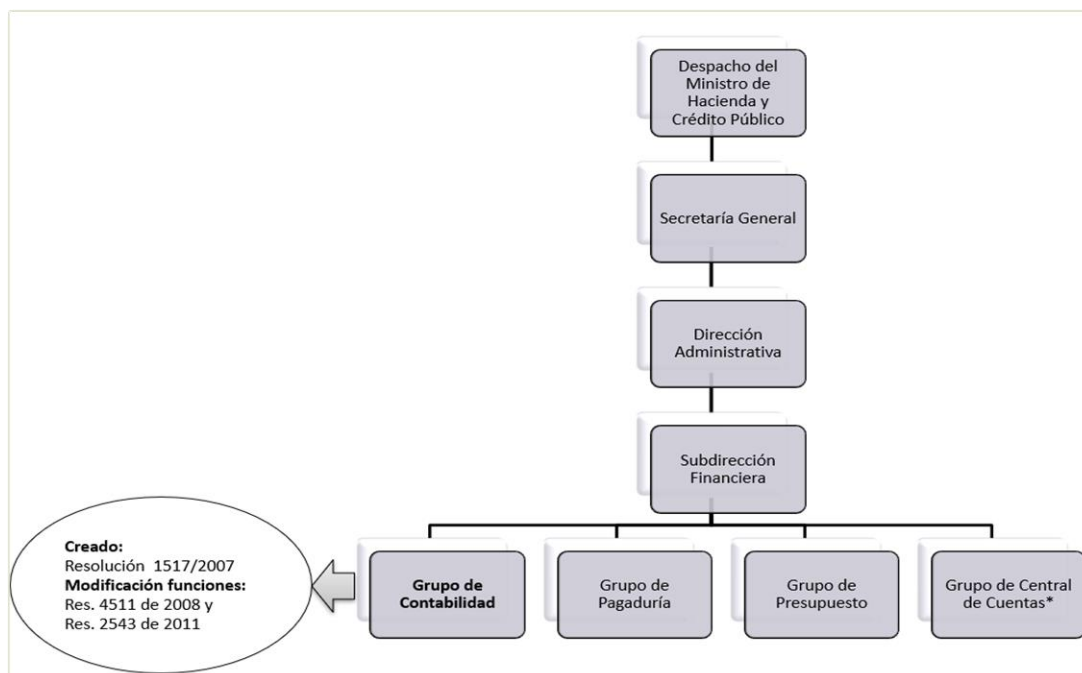 Despacho del
Ministro de
Hacienda y
Crédito Público
Secretaría General
Dirección
Administrativa
Subdirección
Financiera
Creado:
Resolución 1517/2007
Modificación funciones:
Res. 4511 de 2008 y
Res. 2543 de 2011
Grupo de
Contabilidad
Grupo de
Pagaduría
Grupo de
Presupuesto
Grupo de Central
de Cuentas*